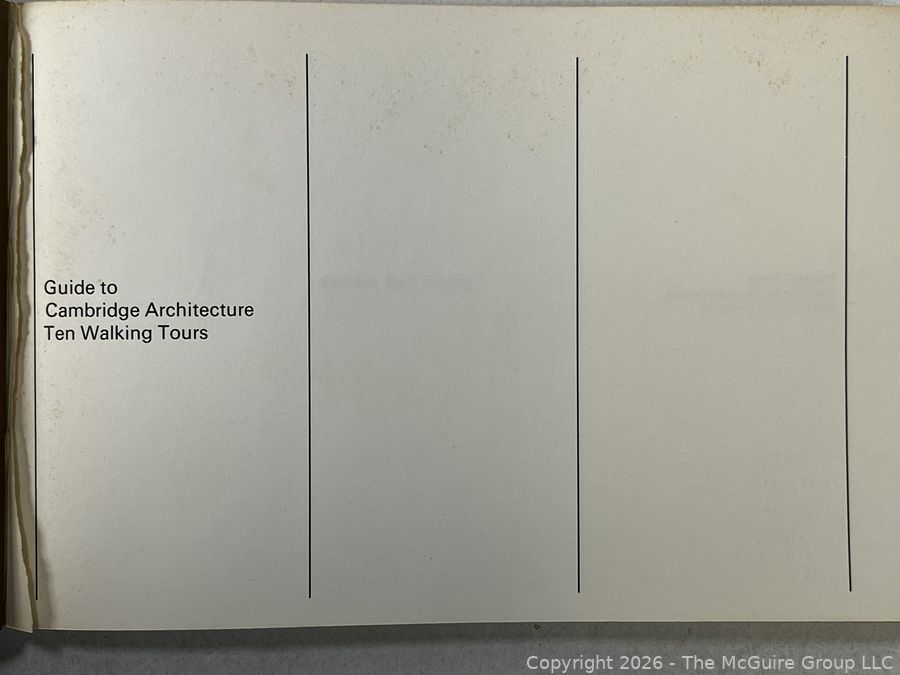 Guide to
Cambridge Architecture
Ten Walking Tours
Copyright 2026 - The McGuire Group LLC